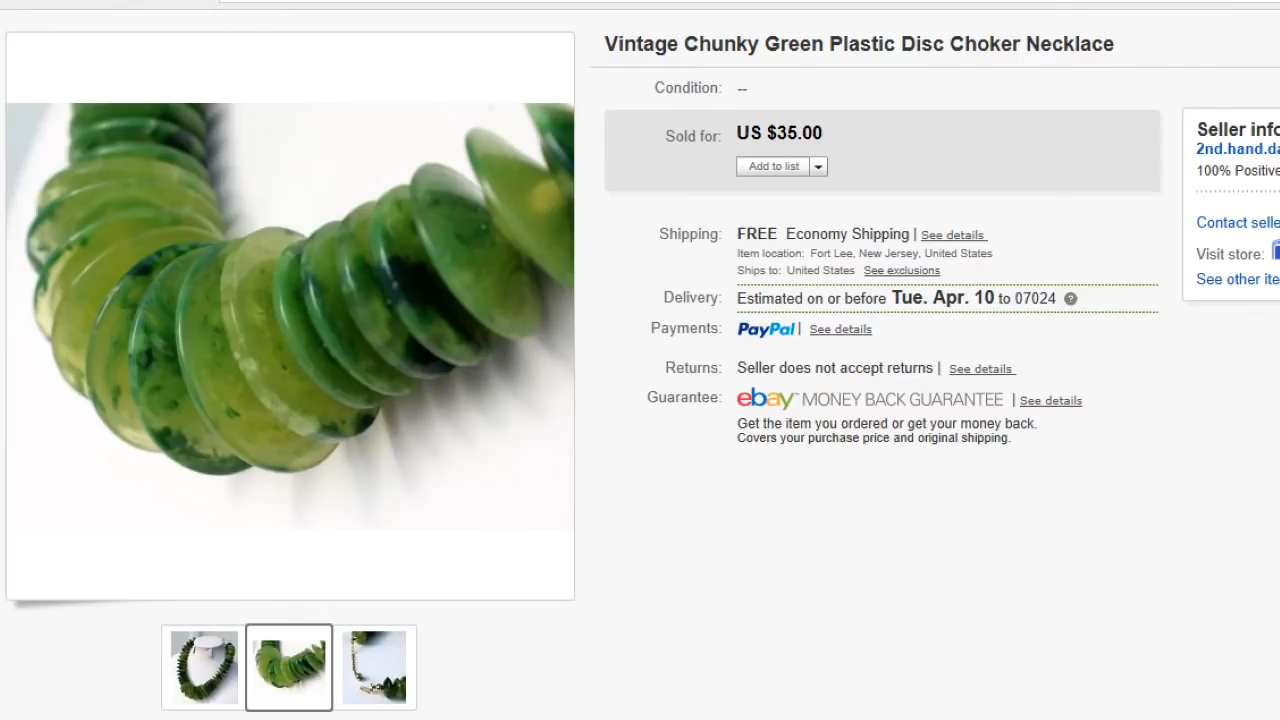 Vintage Chunky Green Plastic Disc Choker Necklace
Condition: --
Sold for: US $35.00
Add to list
Shipping: FREE Economy Shipping | See details
Item location: Fort Lee, New Jersey, United States
Ships to: United States See exclusions
Delivery: Estimated on or before Tue. Apr. 10 to 07024 ?
Payments: PayPal | See details
Returns: Seller does not accept returns | See details
Guarantee: ebay MONEY BACK GUARANTEE | See details
Get the item you ordered or get your money back.
Covers your purchase price and original shipping.
Seller info
2nd.hand.da
100% Positive
Contact selle
Visit store:
See other ite